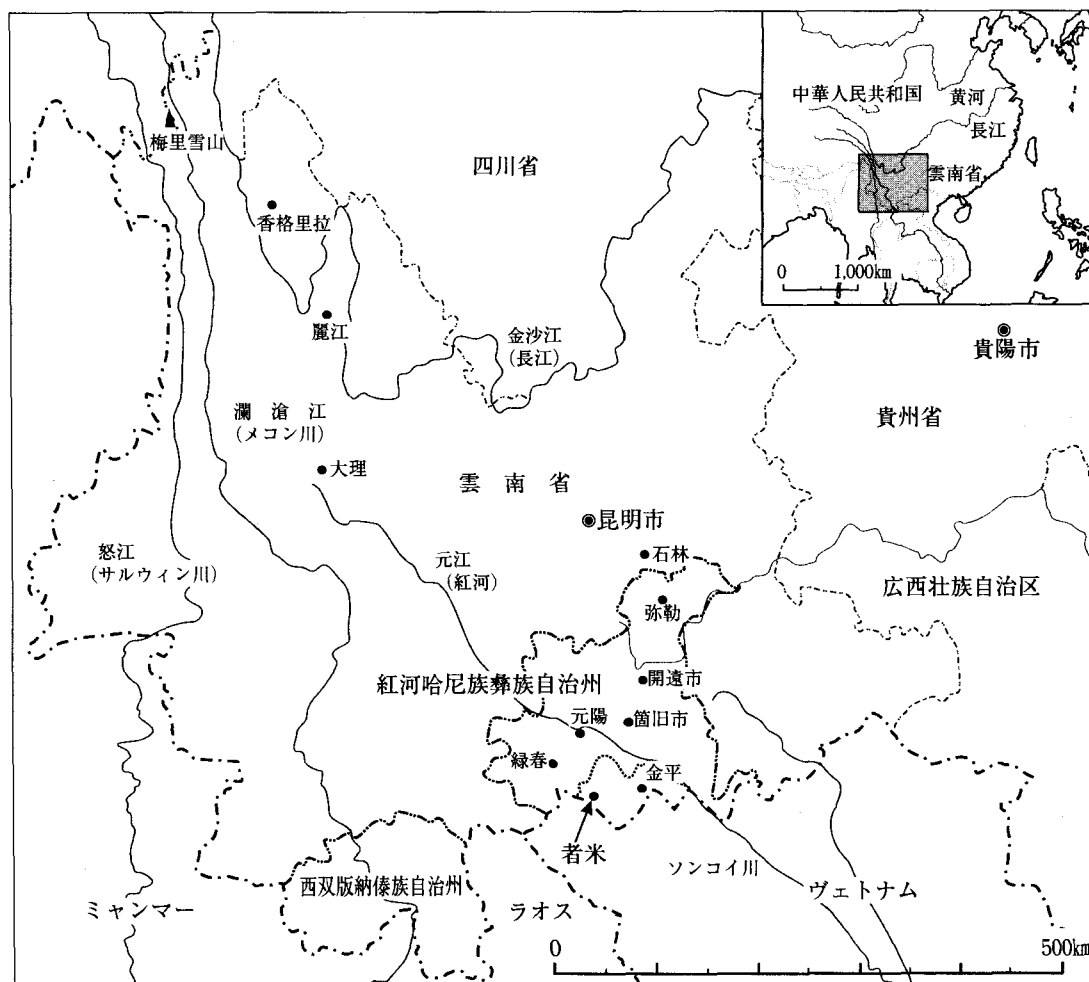 中華人民共和国
黄河
長江
雲南省
0 1,000km
梅里雪山
四川省
香格里拉
麗江
金沙江
(長江)
貴陽市
瀾滄江
(メコン川)
貴州省
大理
雲南省
昆明市
石林
怒江
(サルウィン川)
元江
(紅河)
弥勒
広西壮族自治区
紅河哈尼族彝族自治州
開遠市
元陽
箇旧市
緑春
金平
者米
ソンコイ川
西双版納傣族自治州
ヴェトナム
ミャンマー
ラオス
0 500km